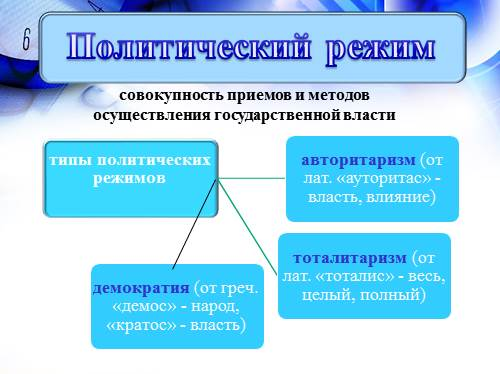 6
Политический режим
совокупность приемов и методов
осуществления государственной власти
типы политических
режимов
авторитаризм (от
лат. «ауторитас» -
власть, влияние)
тоталитаризм (от
лат. «тоталис» - весь,
целый, полный)
демократия (от греч.
«демос» - народ,
«кратос» - власть)